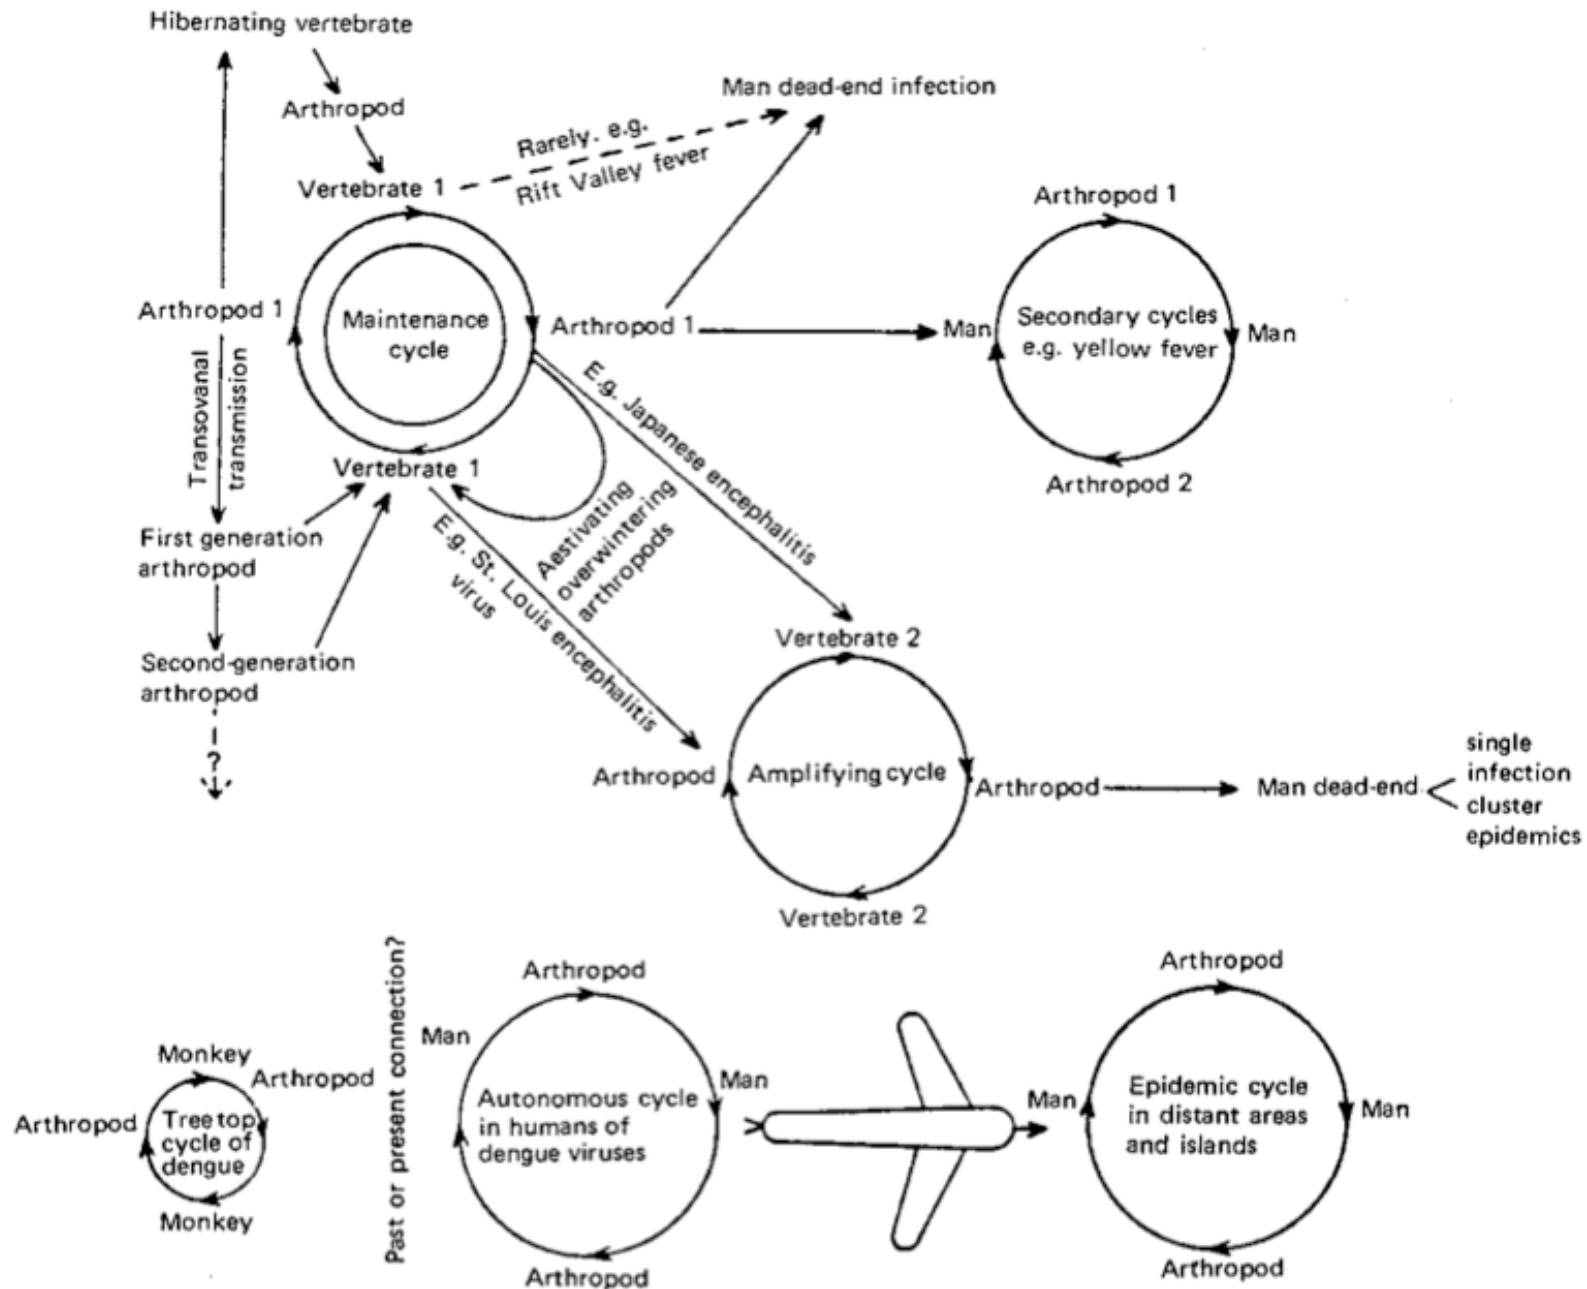 Hibernating vertebrate
Arthropod
Vertebrate 1
Rarely. e.g.
Rift Valley fever
Man dead-end infection
Arthropod 1
Maintenance
cycle
Arthropod 1
Vertebrate 1
Transovanal
transmission
First generation
arthropod
Second-generation
arthropod
?
Arthropod 1
Man
Secondary cycles
e.g. yellow fever
Man
Arthropod 2
E.g. Japanese encephalitis
Aestivating
overwintering
arthropods
E.g. St. Louis encephalitis
virus
Vertebrate 2
Arthropod
Amplifying cycle
Arthropod
Vertebrate 2
Man dead-end
single
infection
cluster
epidemics
Monkey
Arthropod
Arthropod
Tree top
cycle of
dengue
Monkey
Past or present connection?
Arthropod
Man
Man
Autonomous cycle
in humans of
dengue viruses
Arthropod
Arthropod
Man
Epidemic cycle
in distant areas
and islands
Man
Arthropod